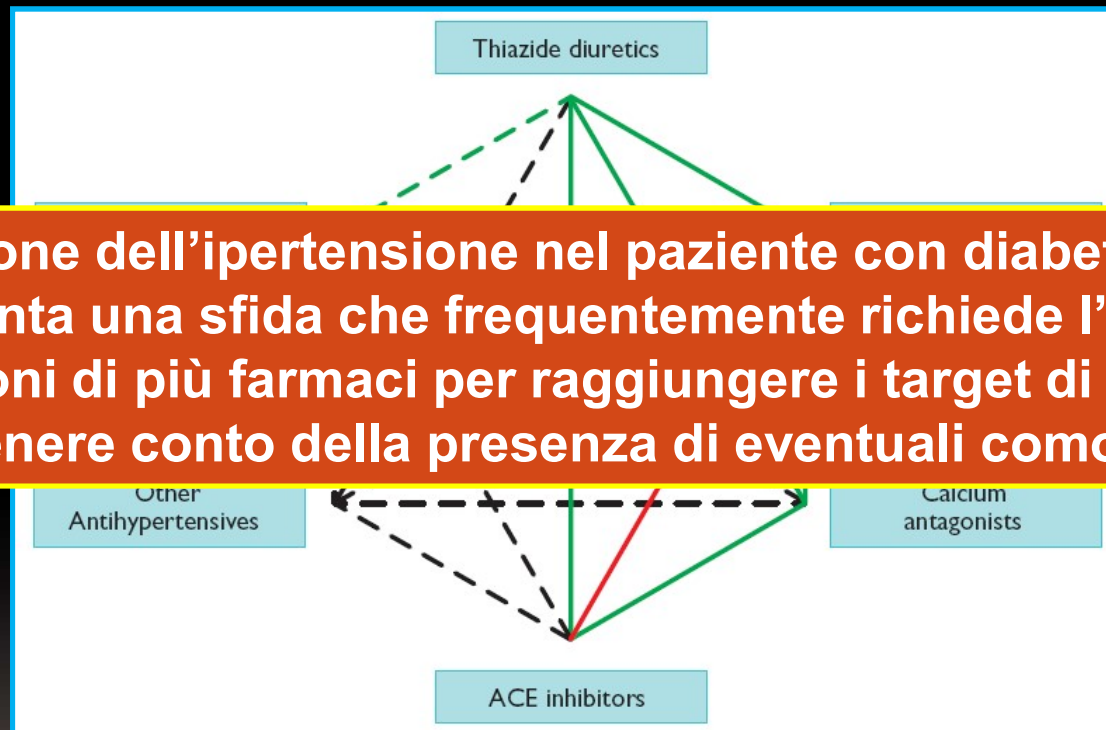 Thiazide diuretics
one dell’ipertensione nel paziente con diabet
nta una sfida che frequentemente richiede l’
oni di più farmaci per raggiungere i target di
enere conto della presenza di eventuali como
Other
Antihypertensives
Calcium
antagonists
ACE inhibitors